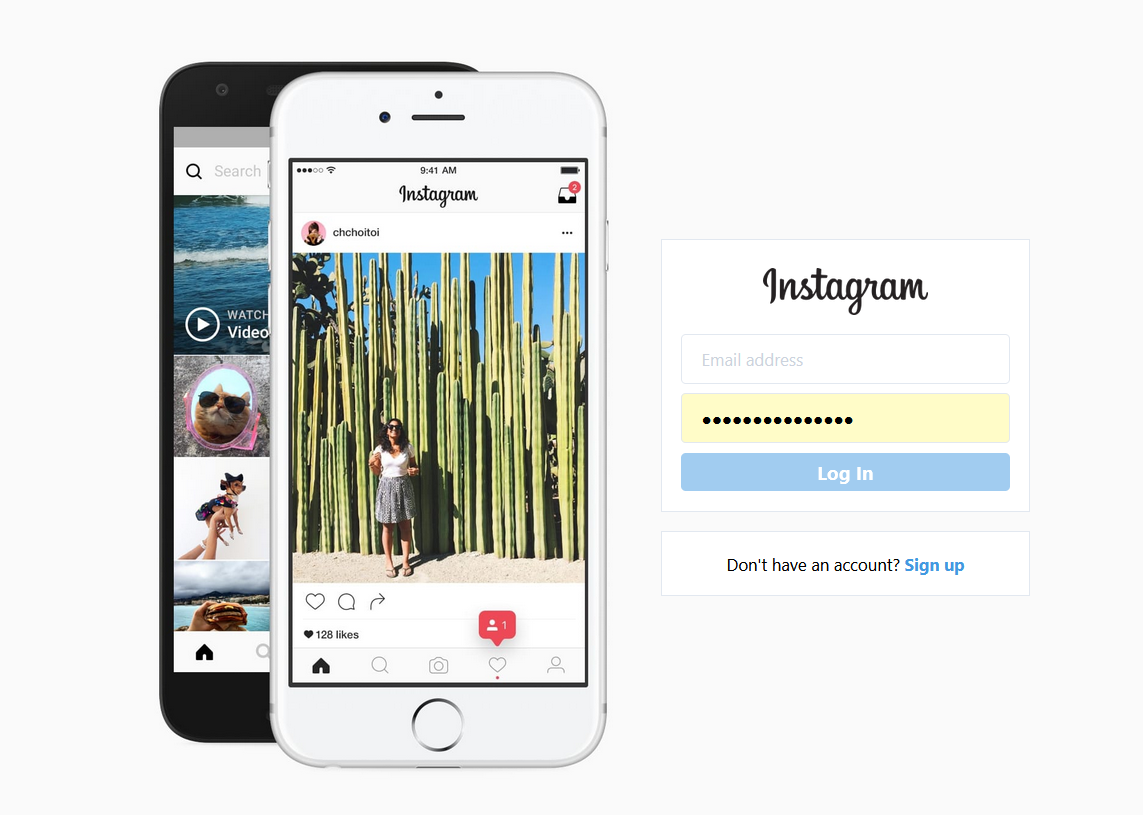 Search
WATCH
Video
9:41 AM
Instagram
2
chchoitoi
128 likes
1
Instagram
Email address
•••••••••••••••
Log In
Don't have an account? Sign up